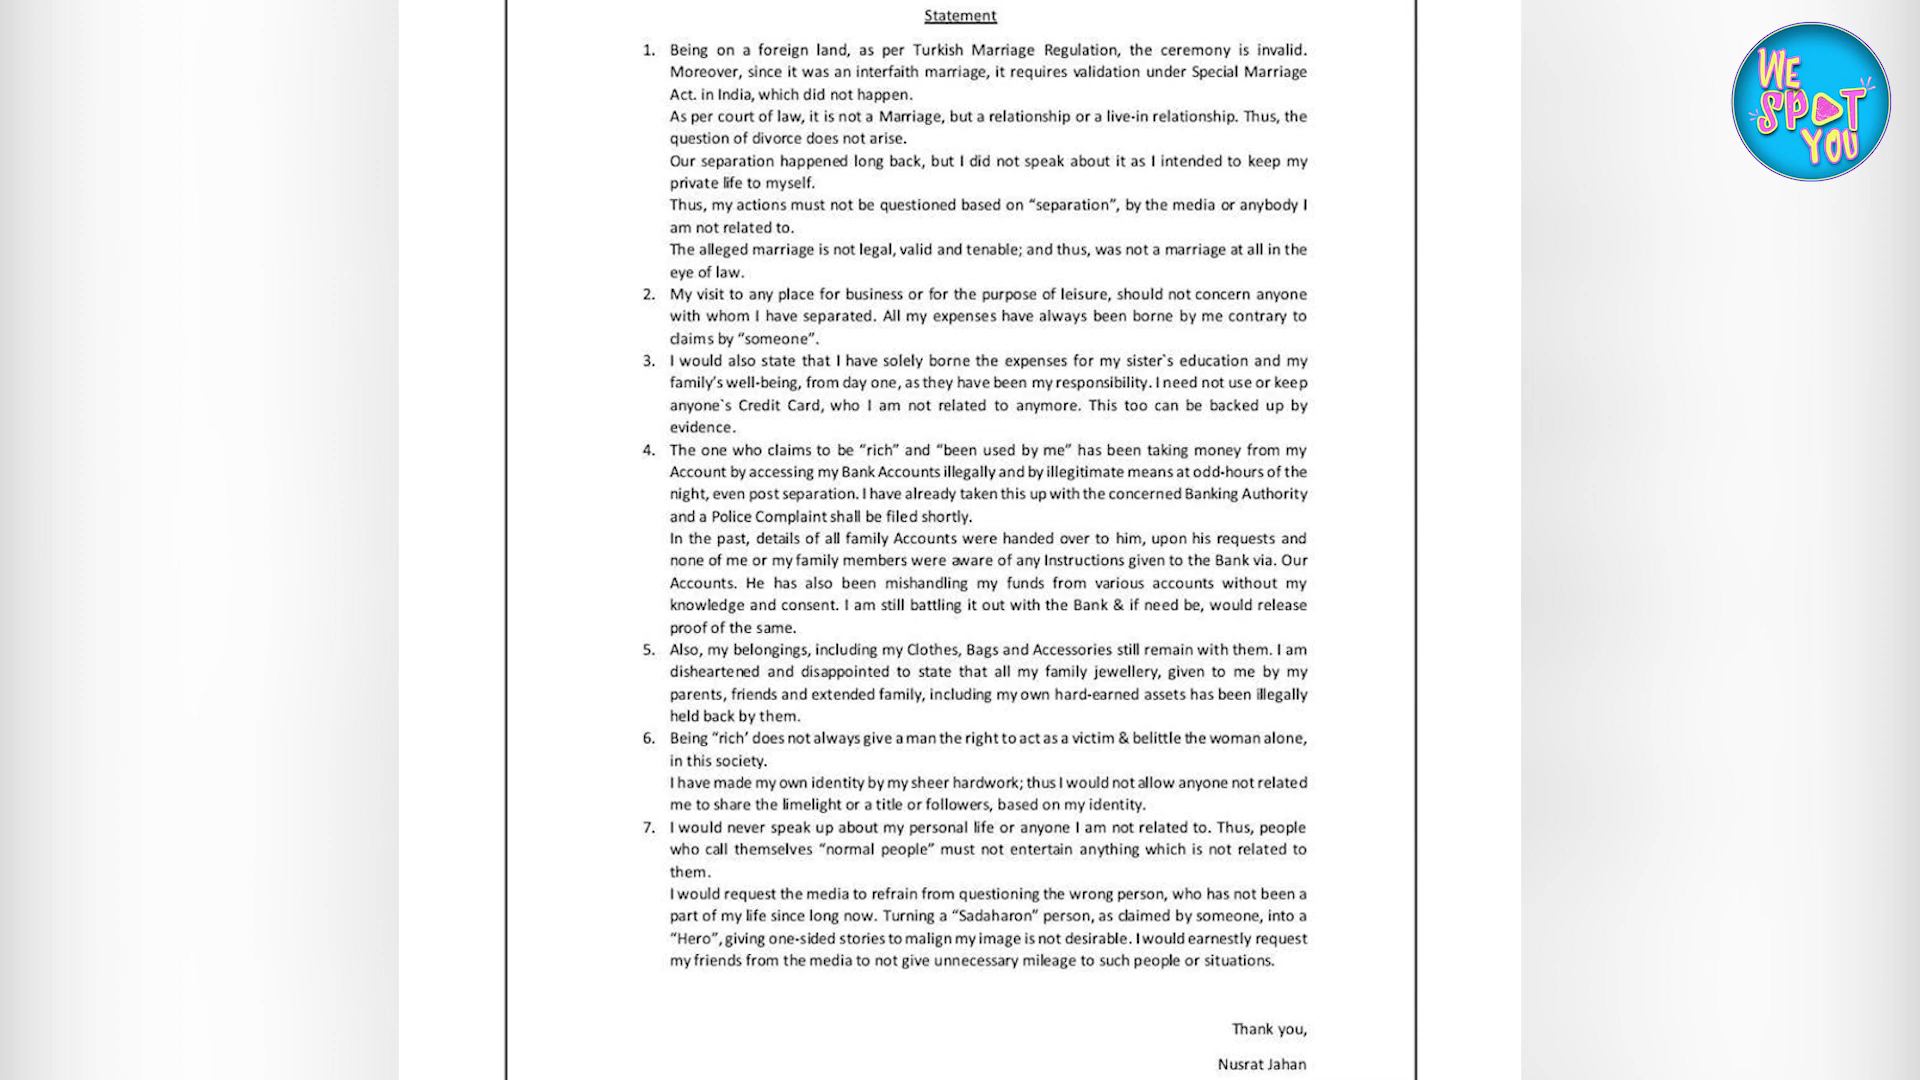 Statement
1. Being on a foreign land, as per Turkish Marriage Regulation, the ceremony is invalid.
Moreover, since it was an interfaith marriage, it requires validation under Special Marriage
Act. in India, which did not happen.
As per court of law, it is not a Marriage, but a relationship or a live-in relationship. Thus, the
question of divorce does not arise.
Our separation happened long back, but I did not speak about it as I intended to keep my
private life to myself.
Thus, my actions must not be questioned based on “separation”, by the media or anybody I
am not related to.
The alleged marriage is not legal, valid and tenable; and thus, was not a marriage at all in the
eye of law.
2. My visit to any place for business or for the purpose of leisure, should not concern anyone
with whom I have separated. All my expenses have always been borne by me contrary to
claims by “someone”.
3. I would also state that I have solely borne the expenses for my sister`s education and my
family’s well-being, from day one, as they have been my responsibility. I need not use or keep
anyone`s Credit Card, who I am not related to anymore. This too can be backed up by
evidence.
4. The one who claims to be “rich” and “been used by me” has been taking money from my
Account by accessing my Bank Accounts illegally and by illegitimate means at odd-hours of the
night, even post separation. I have already taken this up with the concerned Banking Authority
and a Police Complaint shall be filed shortly.
In the past, details of all family Accounts were handed over to him, upon his requests and
none of me or my family members were aware of any Instructions given to the Bank via. Our
Accounts. He has also been mishandling my funds from various accounts without my
knowledge and consent. I am still battling it out with the Bank & if need be, would release
proof of the same.
5. Also, my belongings, including my Clothes, Bags and Accessories still remain with them. I am
disheartened and disappointed to state that all my family jewellery, given to me by my
parents, friends and extended family, including my own hard-earned assets has been illegally
held back by them.
6. Being “rich’ does not always give a man the right to act as a victim & belittle the woman alone,
in this society.
I have made my own identity by my sheer hardwork; thus I would not allow anyone not related
me to share the limelight or a title or followers, based on my identity.
7. I would never speak up about my personal life or anyone I am not related to. Thus, people
who call themselves “normal people” must not entertain anything which is not related to
them.
I would request the media to refrain from questioning the wrong person, who has not been a
part of my life since long now. Turning a “Sadaharon” person, as claimed by someone, into a
“Hero”, giving one-sided stories to malign my image is not desirable. I would earnestly request
my friends from the media to not give unnecessary mileage to such people or situations.
Thank you,
Nusrat Jahan
WE
SPOT
YOU